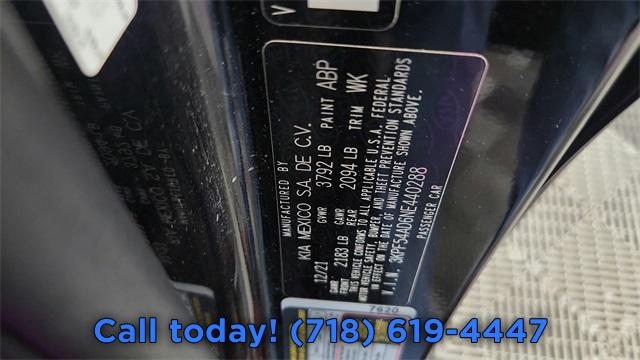 MANUFACTURED BY
KIA MEXICO S.A. DE C.V.
12/21 GVWR 3792 LB PAINT ABP
GAWR FRONT 2183 LB GAWR REAR 2094 LB TRIM WK
THIS VEHICLE CONFORMS TO ALL APPLICABLE U.S.A. FEDERAL
MOTOR VEHICLE SAFETY, BUMPER, AND THEFT PREVENTION STANDARDS
IN EFFECT ON THE DATE OF MANUFACTURE SHOWN ABOVE.
V.I.N. 3KPF54AD6NE440288
PASSENGER CAR
V
7620
Call today! (718) 619-4447